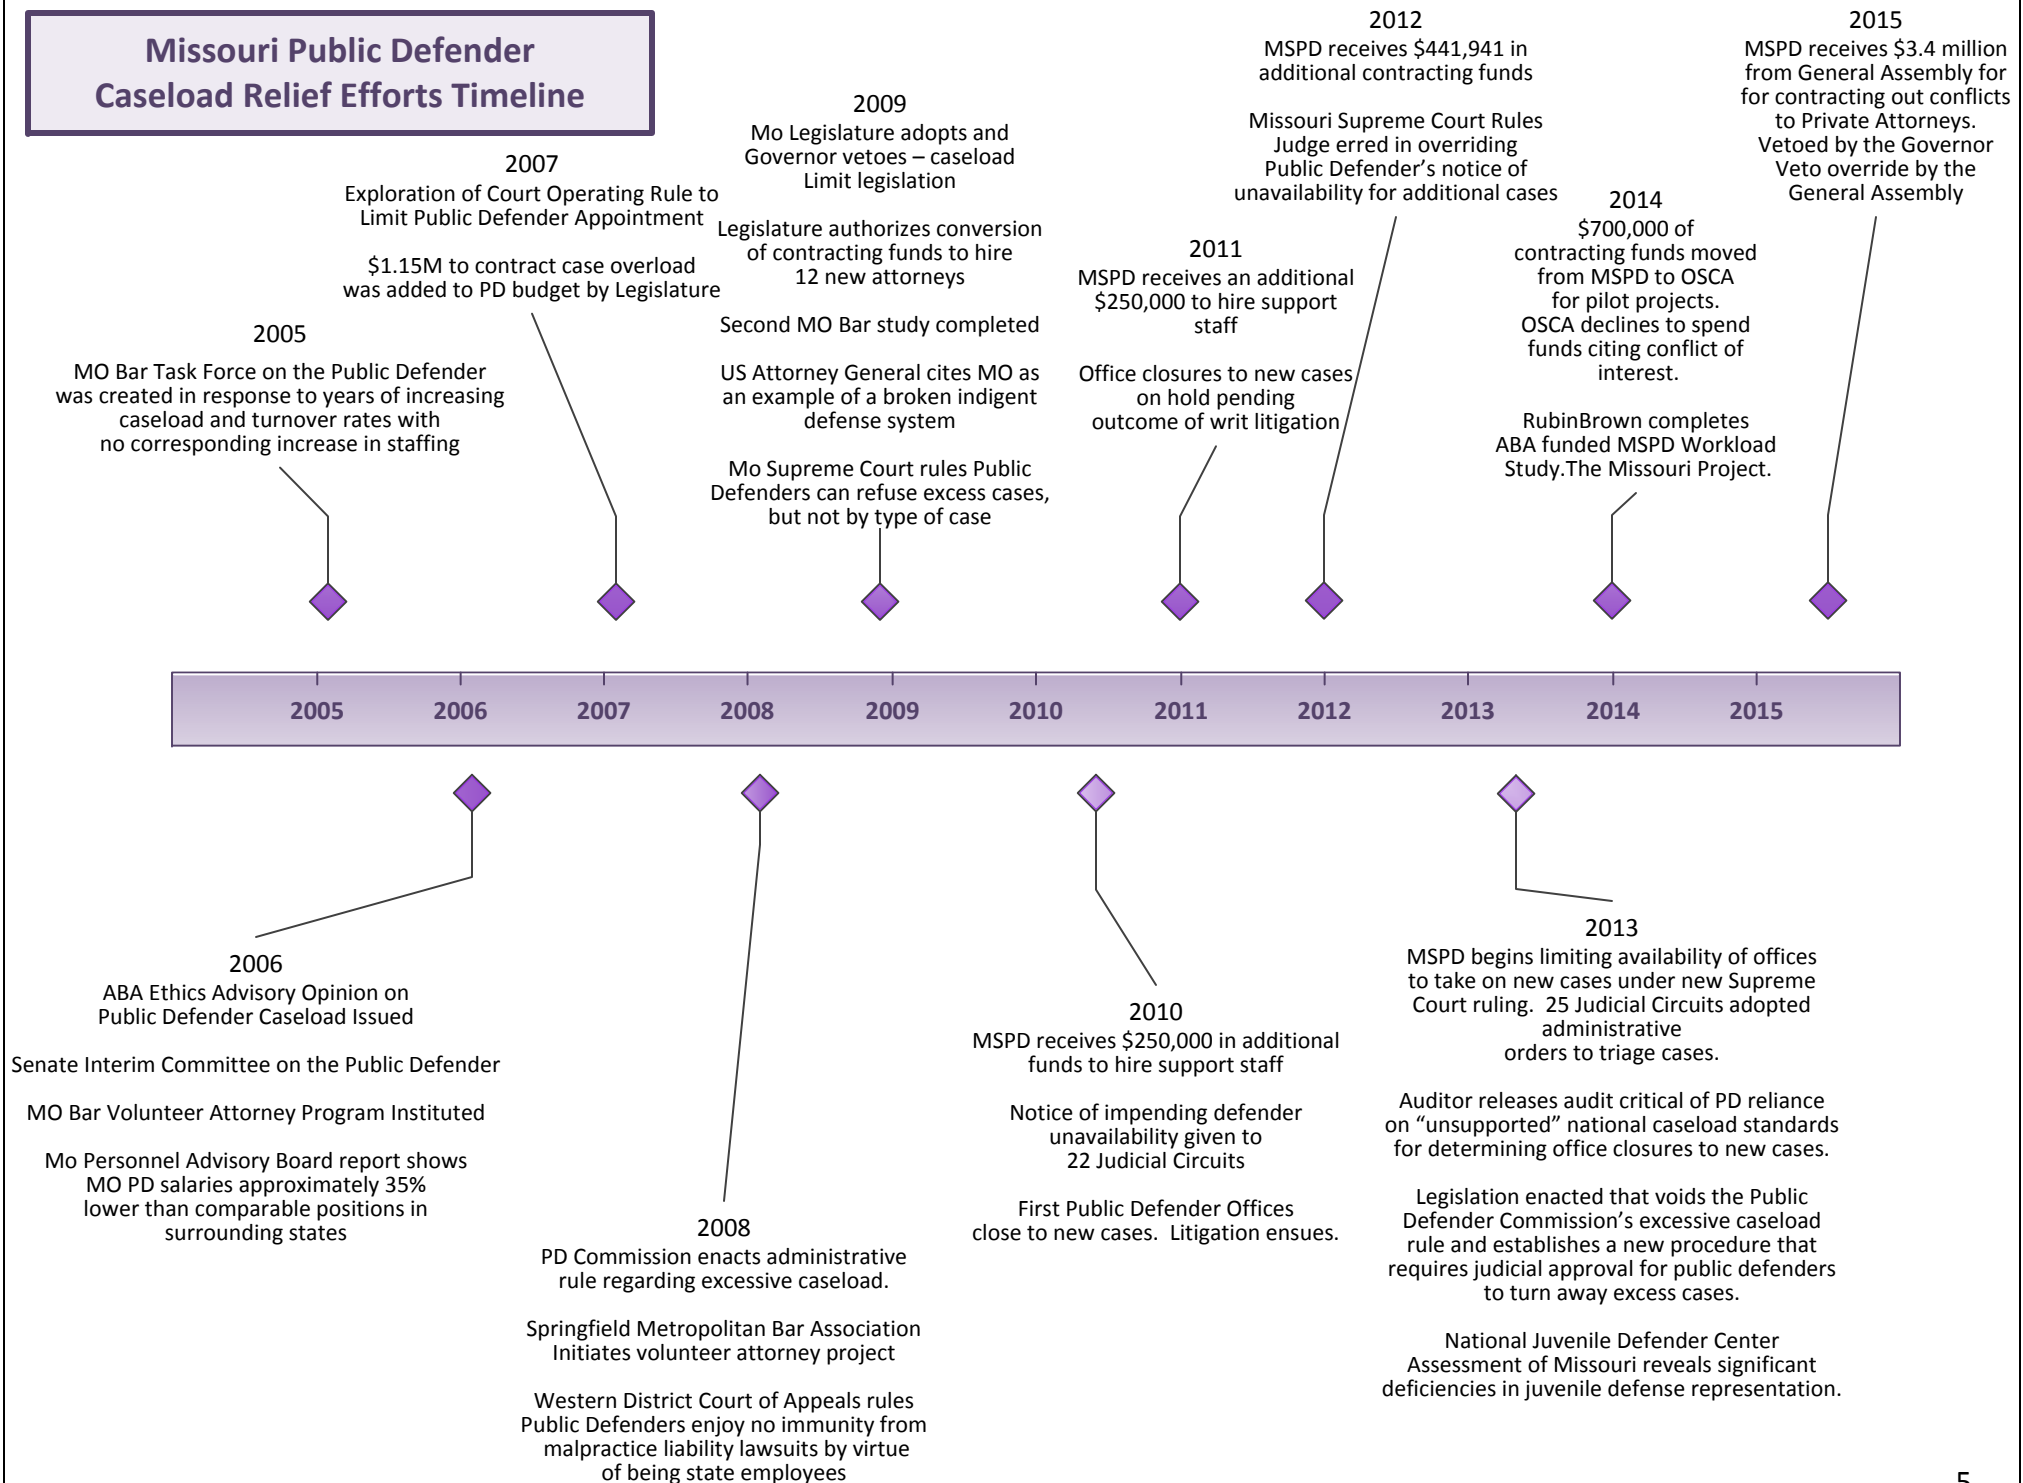 Missouri Public Defender
Caseload Relief Efforts Timeline
2005
MO Bar Task Force on the Public Defender
was created in response to years of increasing
caseload and turnover rates with
no corresponding increase in staffing
2007
Exploration of Court Operating Rule to
Limit Public Defender Appointment
$1.15M to contract case overload
was added to PD budget by Legislature
2009
Mo Legislature adopts and
Governor vetoes – caseload
Limit legislation
Legislature authorizes conversion
of contracting funds to hire
12 new attorneys
Second MO Bar study completed
US Attorney General cites MO as
an example of a broken indigent
defense system
Mo Supreme Court rules Public
Defenders can refuse excess cases,
but not by type of case
2011
MSPD receives an additional
$250,000 to hire support
staff
Office closures to new cases
on hold pending
outcome of writ litigation
2012
MSPD receives $441,941 in
additional contracting funds
Missouri Supreme Court Rules
Judge erred in overriding
Public Defender’s notice of
unavailability for additional cases
2014
$700,000 of
contracting funds moved
from MSPD to OSCA
for pilot projects.
OSCA declines to spend
funds citing conflict of
interest.
RubinBrown completes
ABA funded MSPD Workload
Study.The Missouri Project.
2015
MSPD receives $3.4 million
from General Assembly for
for contracting out conflicts
to Private Attorneys.
Vetoed by the Governor
Veto override by the
General Assembly
2005 2006 2007 2008 2009 2010 2011 2012 2013 2014 2015
2006
ABA Ethics Advisory Opinion on
Public Defender Caseload Issued
Senate Interim Committee on the Public Defender
MO Bar Volunteer Attorney Program Instituted
Mo Personnel Advisory Board report shows
MO PD salaries approximately 35%
lower than comparable positions in
surrounding states
2008
PD Commission enacts administrative
rule regarding excessive caseload.
Springfield Metropolitan Bar Association
Initiates volunteer attorney project
Western District Court of Appeals rules
Public Defenders enjoy no immunity from
malpractice liability lawsuits by virtue
of being state employees
2010
MSPD receives $250,000 in additional
funds to hire support staff
Notice of impending defender
unavailability given to
22 Judicial Circuits
First Public Defender Offices
close to new cases.  Litigation ensues.
2013
MSPD begins limiting availability of offices
to take on new cases under new Supreme
Court ruling.  25 Judicial Circuits adopted
administrative
orders to triage cases.
Auditor releases audit critical of PD reliance
on “unsupported” national caseload standards
for determining office closures to new cases.
Legislation enacted that voids the Public
Defender Commission’s excessive caseload
rule and establishes a new procedure that
requires judicial approval for public defenders
to turn away excess cases.
National Juvenile Defender Center
Assessment of Missouri reveals significant
deficiencies in juvenile defense representation.
5